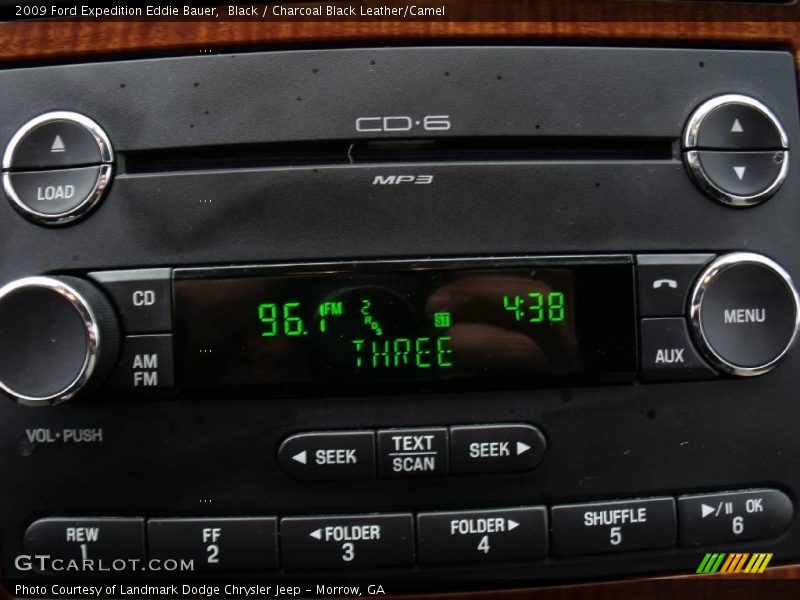 2009 Ford Expedition Eddie Bauer,  Black / Charcoal Black Leather/Camel
CD·6
LOAD
MP3
CD
96.1 FM 2 RDS ST 4:38
MENU
THREE
AM
FM
AUX
VOL·PUSH
◄ SEEK
TEXT
SCAN
SEEK ►
REW
1
FF
2
◄FOLDER
3
FOLDER►
4
SHUFFLE
5
►/II OK
6
GTCARLOT.COM
Photo Courtesy of Landmark Dodge Chrysler Jeep – Morrow, GA